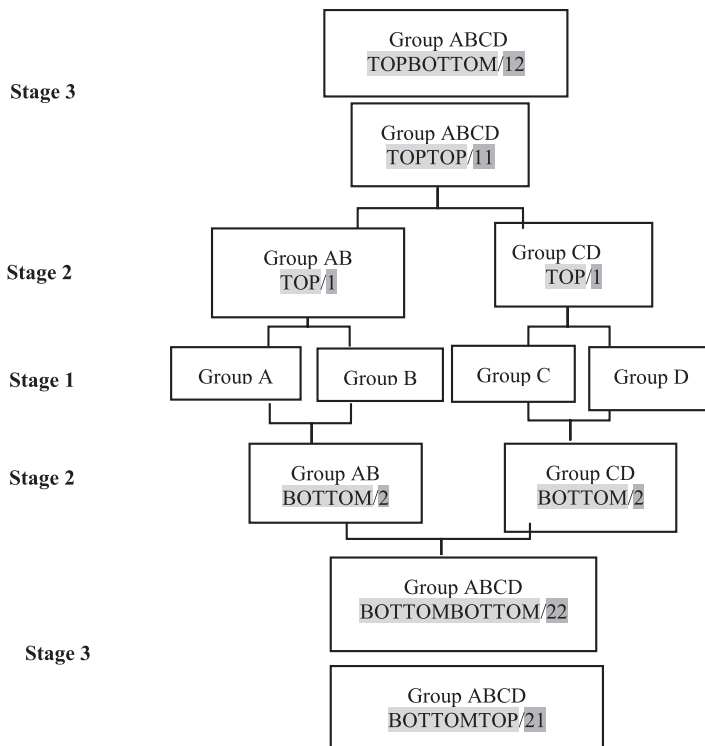 Group ABCD
TOPBOTTOM/12
Stage 3
Group ABCD
TOPTOP/11
Stage 2
Group AB
TOP/1
Group CD
TOP/1
Stage 1
Group A
Group B
Group C
Group D
Stage 2
Group AB
BOTTOM/2
Group CD
BOTTOM/2
Group ABCD
BOTTOMBOTTOM/22
Stage 3
Group ABCD
BOTTOMTOP/21